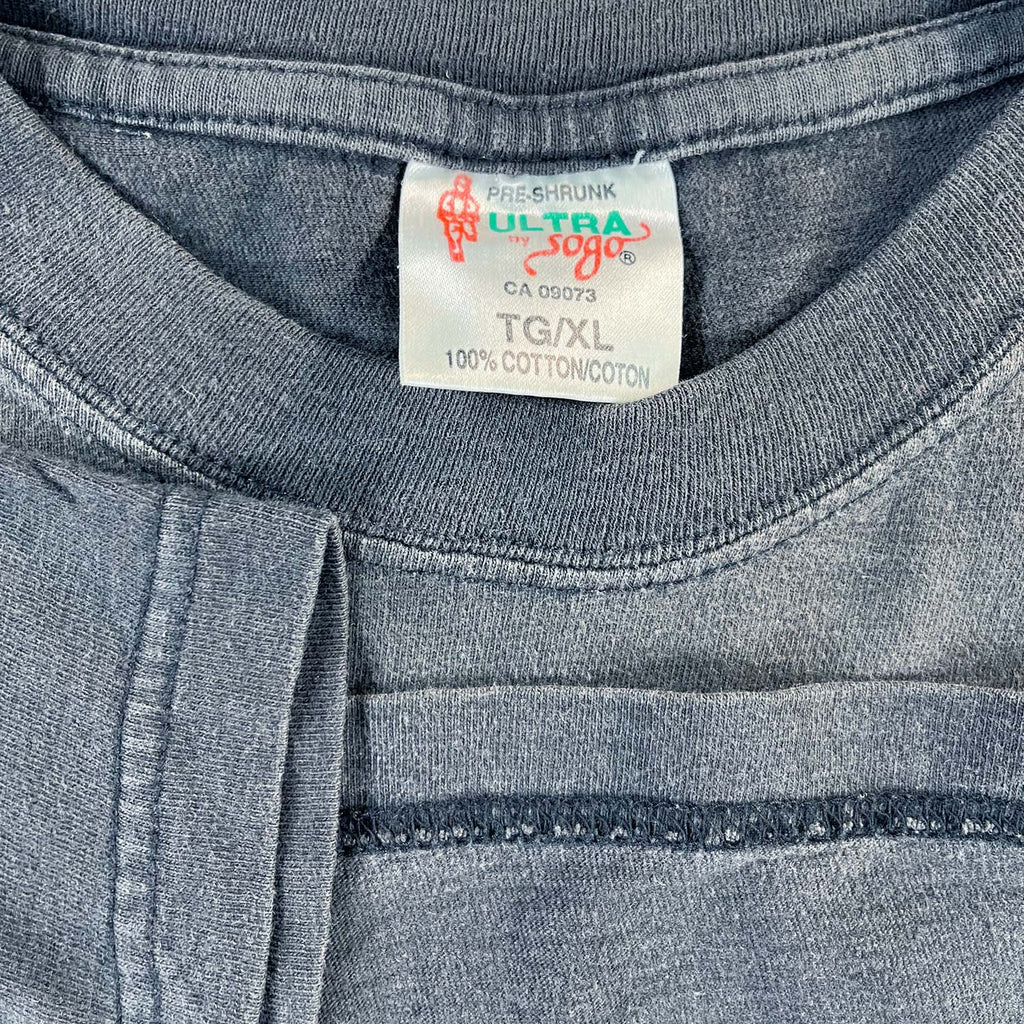 PRE-SHRUNK
ULTRA
by sogo®
CA 09073
TG/XL
100% COTTON/COTON